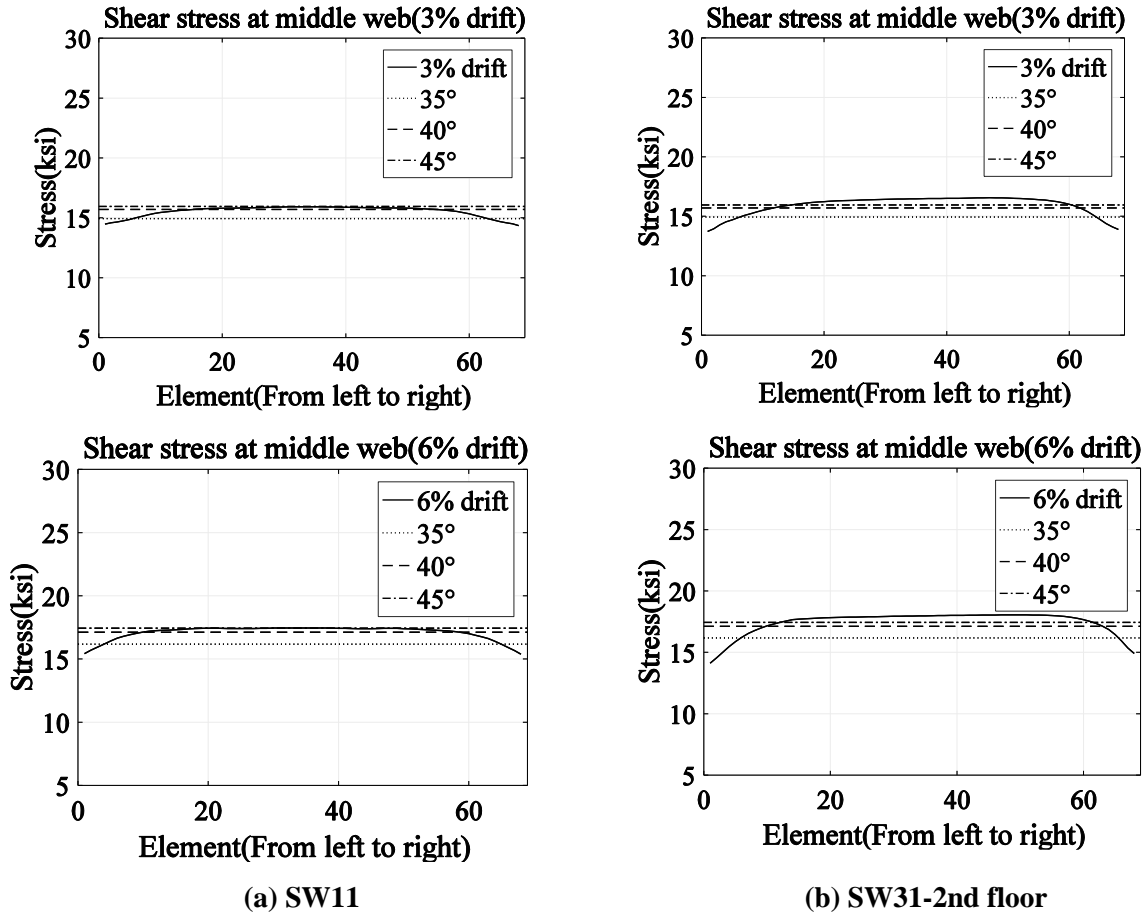 Shear stress at middle web(3% drift)
30
25
20
15
10
5
Stress(ksi)
3% drift
35°
40°
45°
0 20 40 60
Element(From left to right)
Shear stress at middle web(3% drift)
30
25
20
15
10
5
Stress(ksi)
3% drift
35°
40°
45°
0 20 40 60
Element(From left to right)
Shear stress at middle web(6% drift)
30
25
20
15
10
5
Stress(ksi)
6% drift
35°
40°
45°
0 20 40 60
Element(From left to right)
Shear stress at middle web(6% drift)
30
25
20
15
10
5
Stress(ksi)
6% drift
35°
40°
45°
0 20 40 60
Element(From left to right)
(a) SW11
(b) SW31-2nd floor